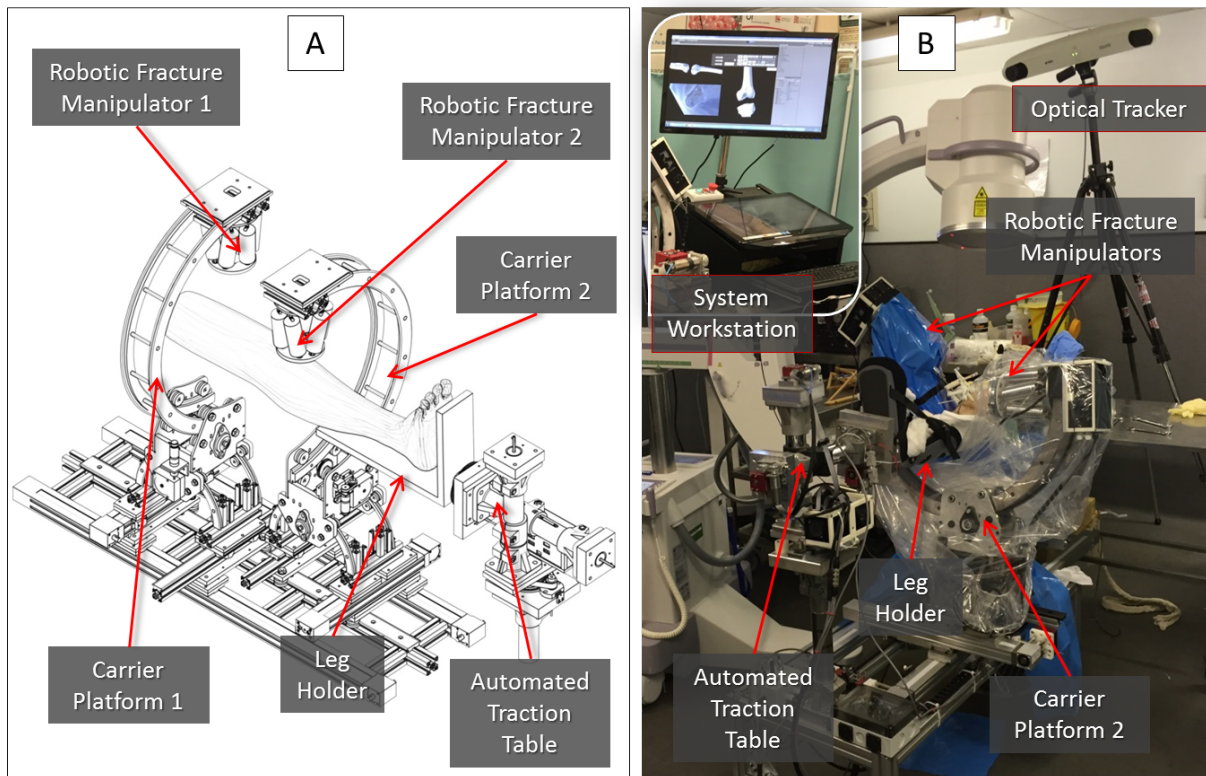 A
Robotic Fracture
Manipulator 1
Robotic Fracture
Manipulator 2
Carrier
Platform 2
Carrier
Platform 1
Leg
Holder
Automated
Traction
Table
B
Optical Tracker
Robotic Fracture
Manipulators
System
Workstation
Leg
Holder
Automated
Traction
Table
Carrier
Platform 2